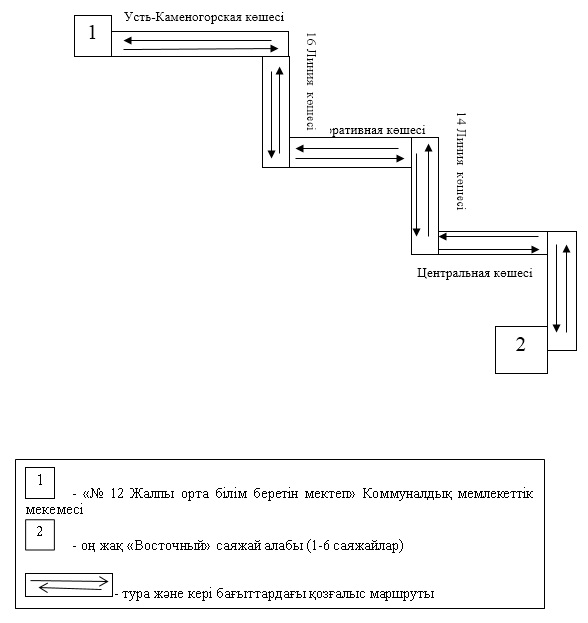 Усть-Каменогорская көшесі
1
16 Линия көшесі
ративная көшесі
14 Линия көшесі
Центральная көшесі
2
1
- «№ 12 Жалпы орта білім беретін мектеп» Коммуналдық мемлекеттік
мекемесі
2
- оң жақ «Восточный» саяжай алабы (1-6 саяжайлар)
- тура және кері бағыттардағы қозғалыс маршруты